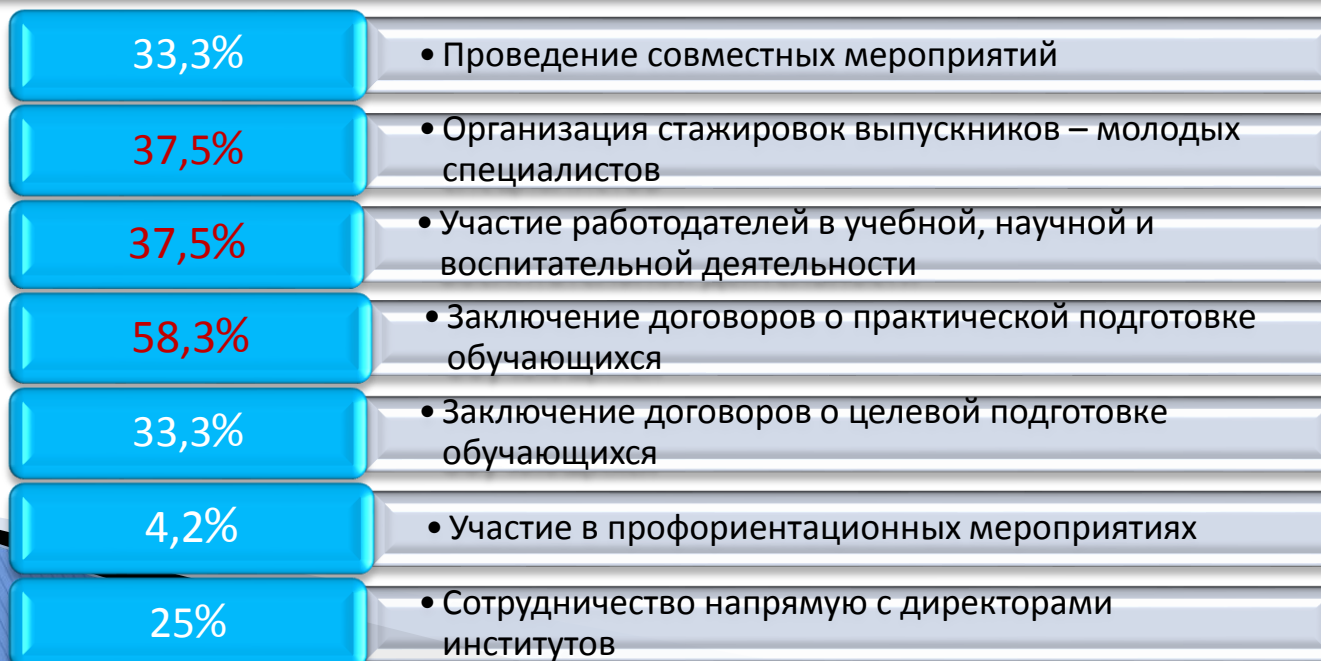 33,3%
• Проведение совместных мероприятий
37,5%
• Организация стажировок выпускников – молодых
специалистов
37,5%
• Участие работодателей в учебной, научной и
воспитательной деятельности
58,3%
• Заключение договоров о практической подготовке
обучающихся
33,3%
• Заключение договоров о целевой подготовке
обучающихся
4,2%
• Участие в профориентационных мероприятиях
25%
• Сотрудничество напрямую с директорами
институтов